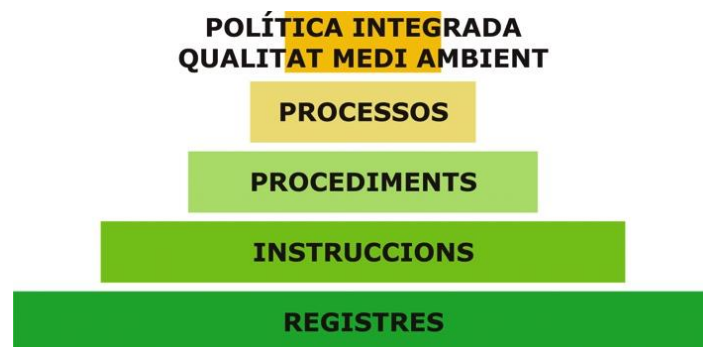 POLÍTICA INTEGRADA
QUALITAT MEDI AMBIENT
PROCESSOS
PROCEDIMENTS
INSTRUCCIONS
REGISTRES